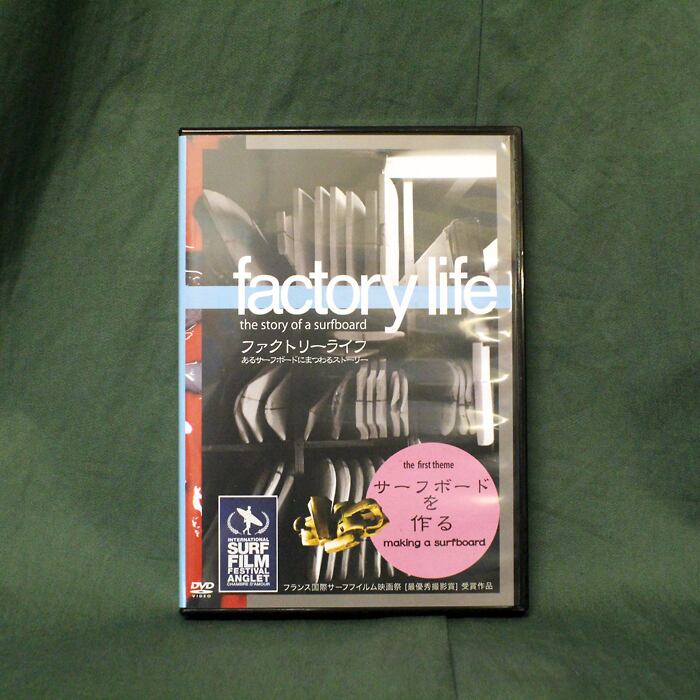 factory life
the story of a surfboard
ファクトリーライフ
あるサーフボードにまつわるストーリー
the first theme
サーフボード
を
作る
making a surfboard
INTERNATIONAL
SURF
FILM
FESTIVAL
ANGLET
CHAMBRE D'AMOUR
DVD
VIDEO
フランス国際サーフフイルム映画祭 [最優秀撮影賞] 受賞作品